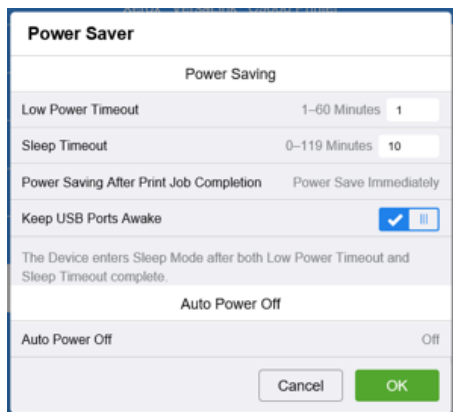 Power Saver
Power Saving
Low Power Timeout 1–60 Minutes 1
Sleep Timeout 0–119 Minutes 10
Power Saving After Print Job Completion Power Save Immediately
Keep USB Ports Awake
The Device enters Sleep Mode after both Low Power Timeout and
Sleep Timeout complete.
Auto Power Off
Auto Power Off Off
Cancel OK